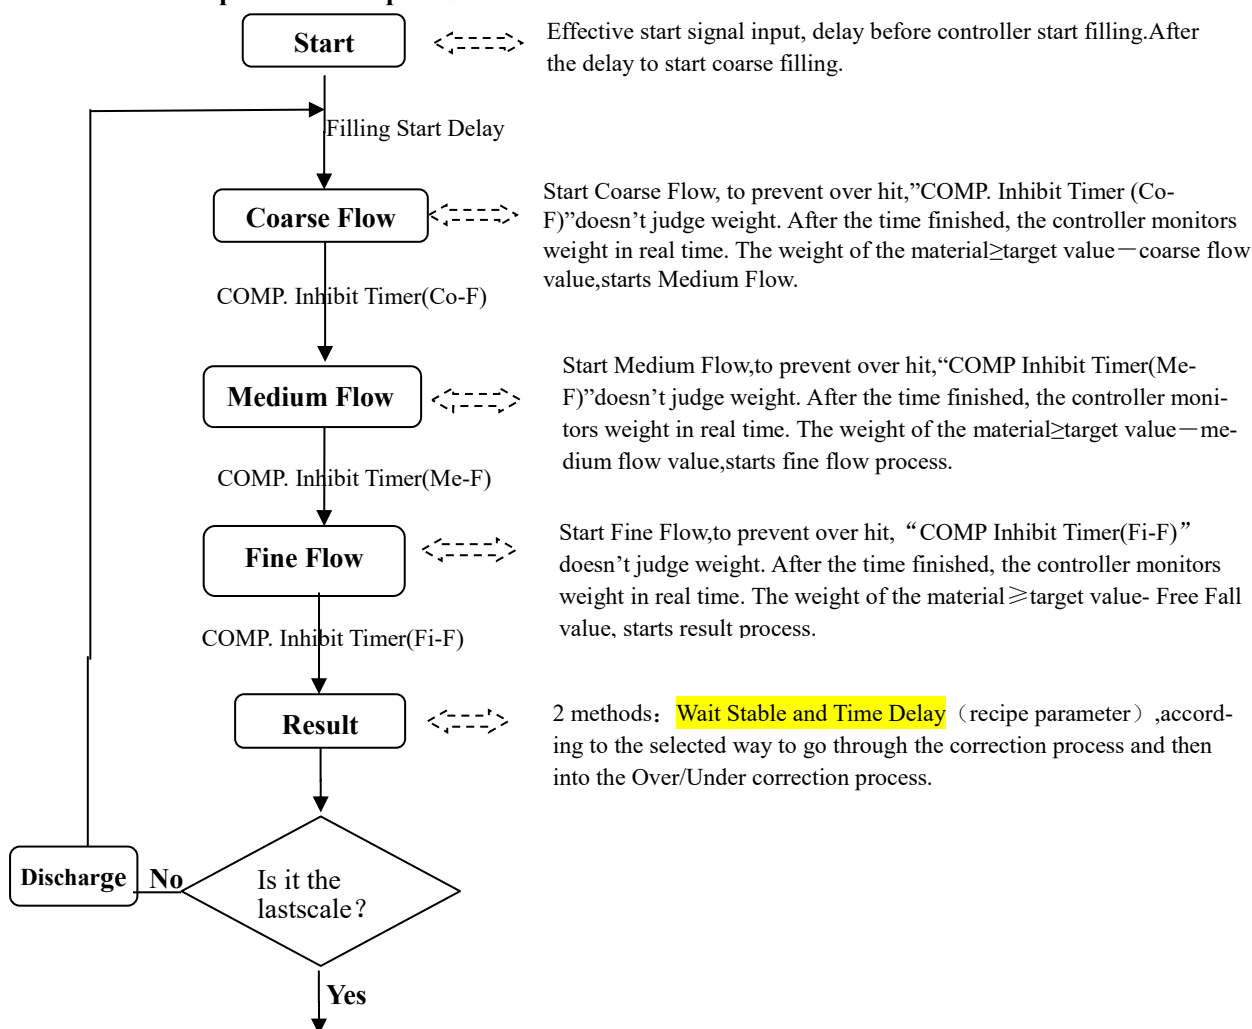 Start
Effective start signal input, delay before controller start filling.After
the delay to start coarse filling.
Filling Start Delay
Coarse Flow
Start Coarse Flow, to prevent over hit,”COMP. Inhibit Timer (Co-
F)”doesn’t judge weight. After the time finished, the controller monitors
weight in real time. The weight of the material≥target value－coarse flow
value,starts Medium Flow.
COMP. Inhibit Timer(Co-F)
Medium Flow
Start Medium Flow,to prevent over hit,“COMP Inhibit Timer(Me-
F)”doesn’t judge weight. After the time finished, the controller moni-
tors weight in real time. The weight of the material≥target value－me-
dium flow value,starts fine flow process.
COMP. Inhibit Timer(Me-F)
Fine Flow
Start Fine Flow,to prevent over hit, “COMP Inhibit Timer(Fi-F)”
doesn’t judge weight. After the time finished, the controller monitors
weight in real time. The weight of the material≥target value- Free Fall
value, starts result process.
COMP. Inhibit Timer(Fi-F)
Result
2 methods：Wait Stable and Time Delay（recipe parameter）,accord-
ing to the selected way to go through the correction process and then
into the Over/Under correction process.
Discharge
No
Is it the
lastscale？
Yes